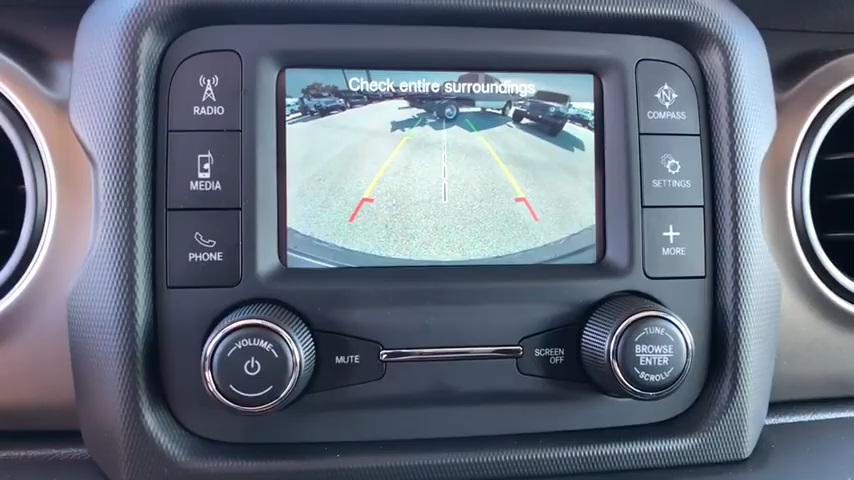 Check entire surroundings
RADIO
MEDIA
PHONE
N
COMPASS
SETTINGS
MORE
VOLUME
MUTE
SCREEN
OFF
TUNE
BROWSE
ENTER
SCROLL